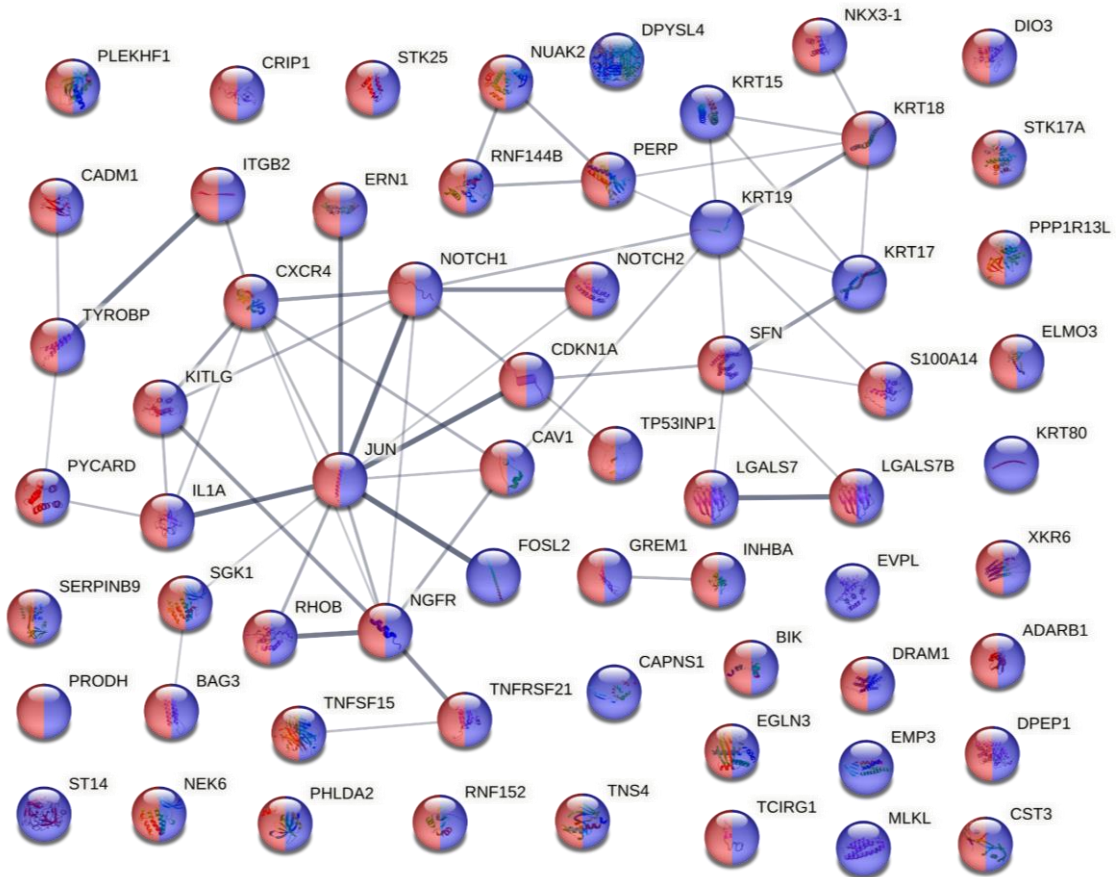 NKX3-1
DPYSL4
DIO3
PLEKHF1
CRIP1
STK25
NUAK2
KRT15
KRT18
STK17A
RNF144B
PERP
ITGB2
CADM1
ERN1
KRT19
PPP1R13L
KRT17
NOTCH1
NOTCH2
CXCR4
TYROBP
SFN
ELMO3
CDKN1A
S100A14
KITLG
TP53INP1
KRT80
JUN
CAV1
PYCARD
IL1A
LGALS7
LGALS7B
XKR6
FOSL2
GREM1
INHBA
EVPL
SERPINB9
SGK1
RHOB
NGFR
BIK
ADARB1
DRAM1
CAPNS1
PRODH
BAG3
TNFSF15
TNFRSF21
EGLN3
EMP3
DPEP1
ST14
NEK6
PHLDA2
RNF152
TNS4
TCIRG1
MLKL
CST3